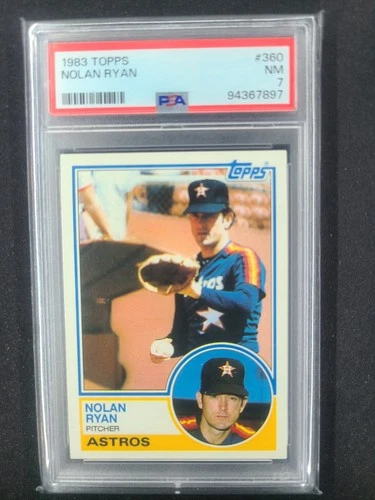 1983 TOPPS #360
NOLAN RYAN NM
7
PSA 94367897
Topps
NOLAN
RYAN
PITCHER
ASTROS